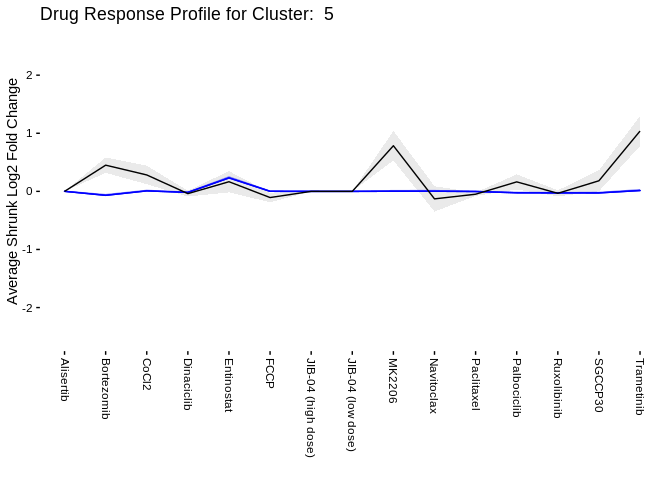 Drug Response Profile for Cluster:  5
Average Shrunk Log2 Fold Change
2
1
0
-1
-2
Alisertib
Bortezomib
CoCl2
Dinaciclib
Entinostat
FCCP
JIB-04 (high dose)
JIB-04 (low dose)
MK2206
Navitoclax
Paclitaxel
Palbociclib
Ruxolibinib
SGCCP30
Trametinib